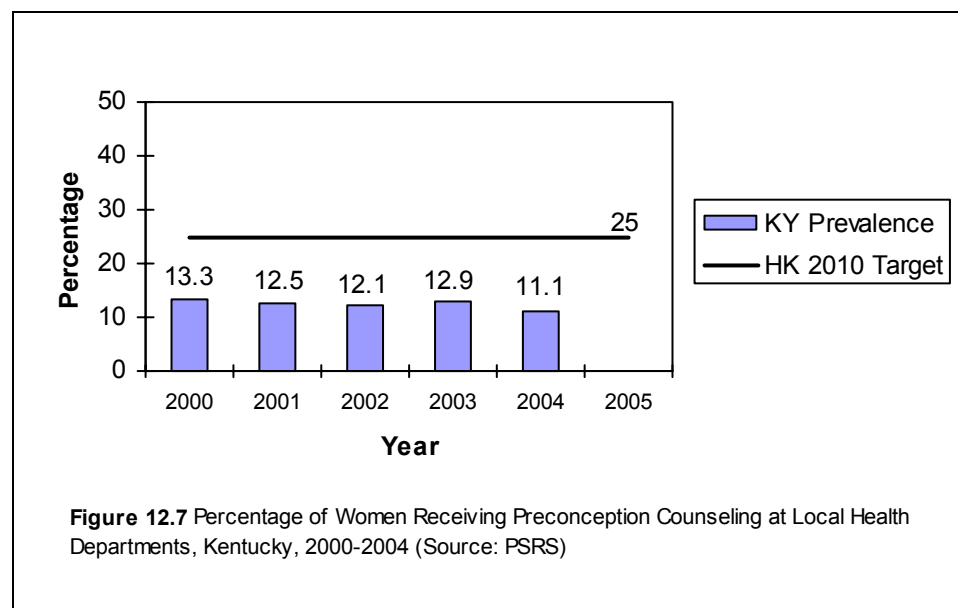 50
40
30
20
10
0
Percentage
25
13.3 12.5 12.1 12.9 11.1
2000 2001 2002 2003 2004 2005
Year
KY Prevalence
HK 2010 Target
Figure 12.7 Percentage of Women Receiving Preconception Counseling at Local Health
Departments, Kentucky, 2000-2004 (Source: PSRS)